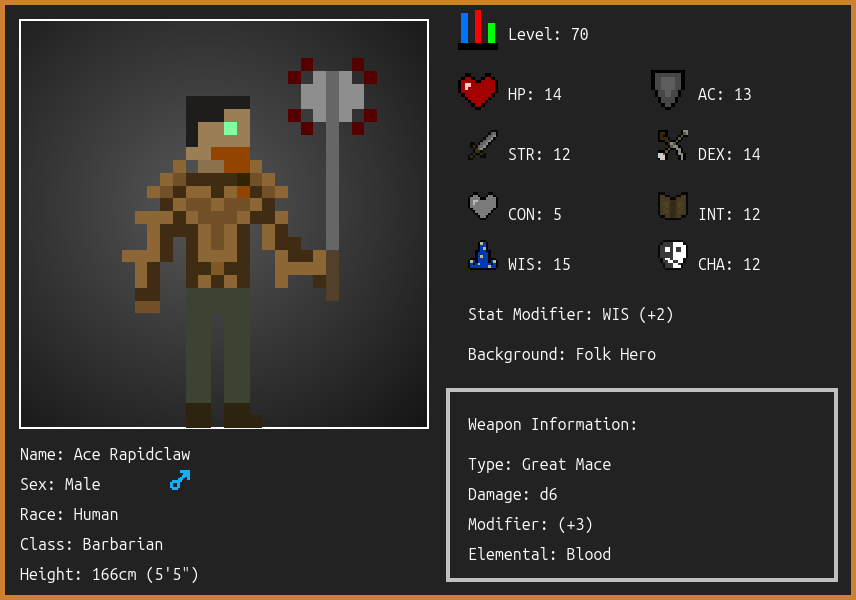 Level: 70
HP: 14
AC: 13
STR: 12
DEX: 14
CON: 5
INT: 12
WIS: 15
CHA: 12
Stat Modifier: WIS (+2)
Background: Folk Hero
Weapon Information:
Type: Great Mace
Damage: d6
Modifier: (+3)
Elemental: Blood
Name: Ace Rapidclaw
Sex: Male
Race: Human
Class: Barbarian
Height: 166cm (5'5")